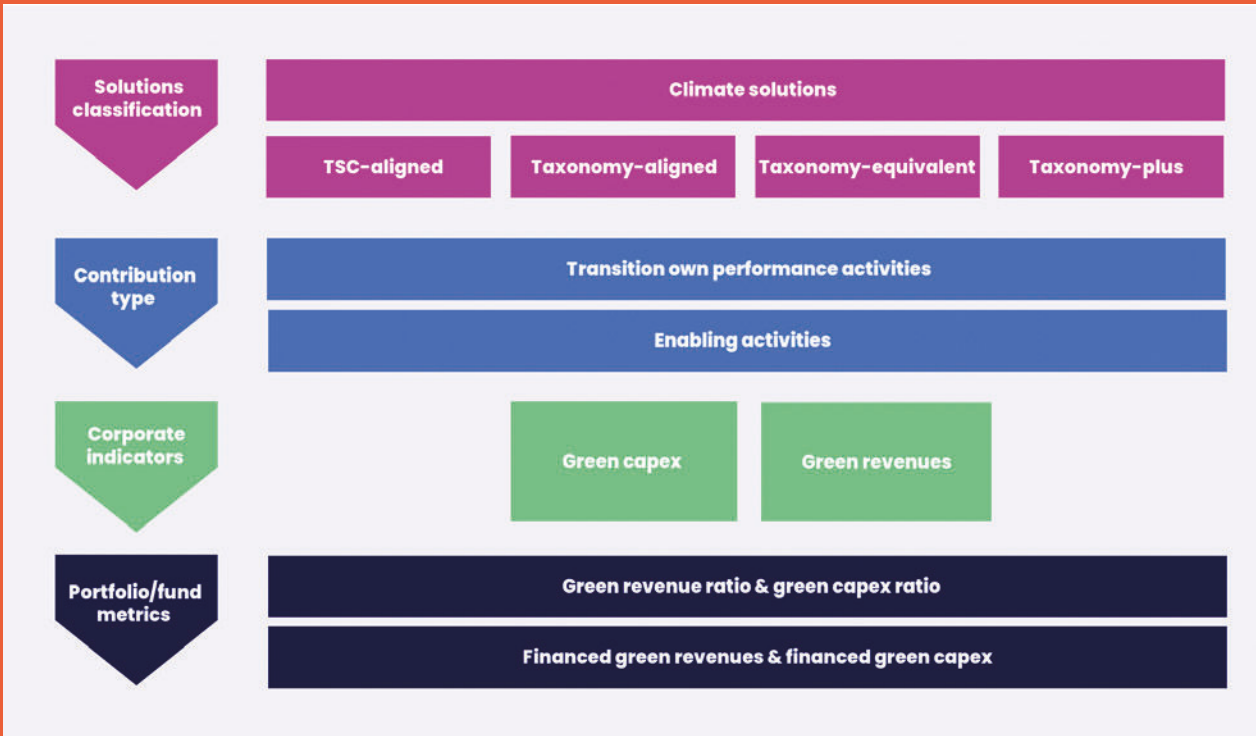 Solutions
classification
Climate solutions
TSC-aligned
Taxonomy-aligned
Taxonomy-equivalent
Taxonomy-plus
Contribution
type
Transition own performance activities
Enabling activities
Corporate
indicators
Green capex
Green revenues
Portfolio/fund
metrics
Green revenue ratio & green capex ratio
Financed green revenues & financed green capex